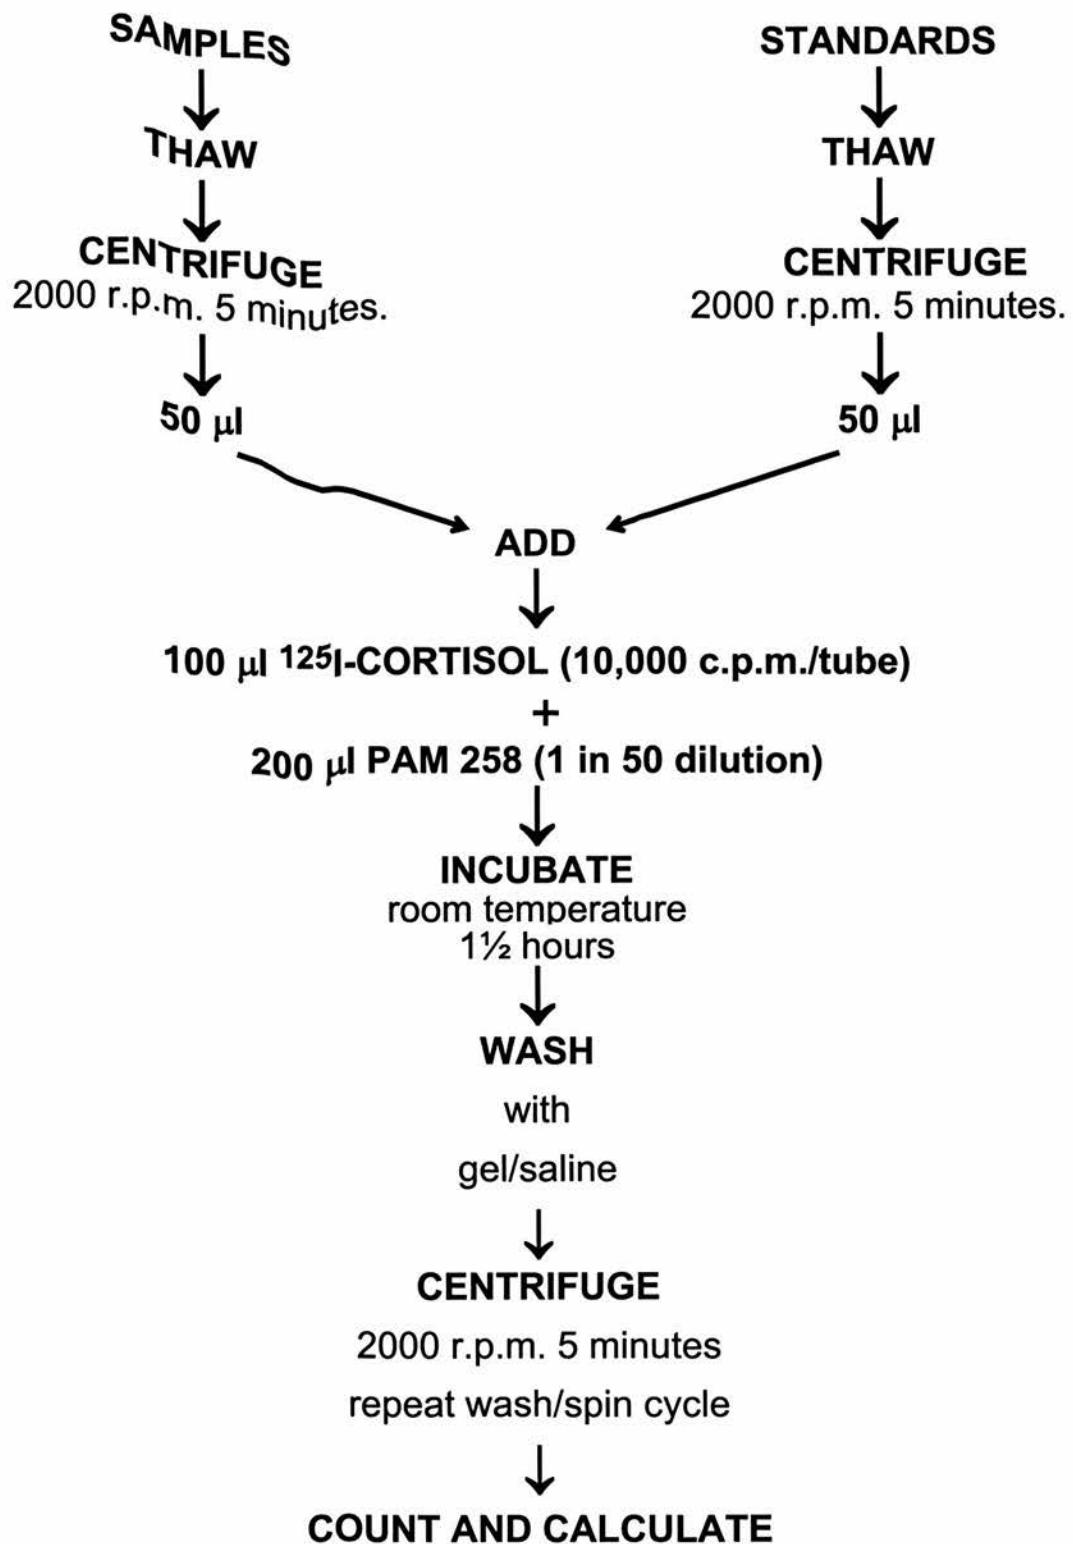 SAMPLES
STANDARDS
THAW
THAW
CENTRIFUGE
2000 r.p.m. 5 minutes.
CENTRIFUGE
2000 r.p.m. 5 minutes.
50 µl
50 µl
ADD
100 µl ¹²⁵I-CORTISOL (10,000 c.p.m./tube)
+
200 µl PAM 258 (1 in 50 dilution)
INCUBATE
room temperature
1½ hours
WASH
with
gel/saline
CENTRIFUGE
2000 r.p.m. 5 minutes
repeat wash/spin cycle
COUNT AND CALCULATE